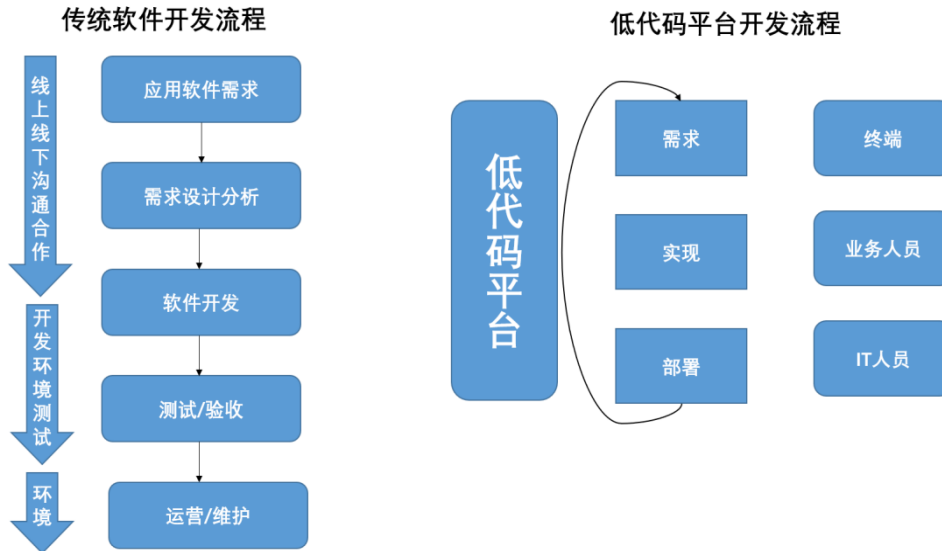 传统软件开发流程
线上线下沟通合作
开发环境测试
环境
应用软件需求
需求设计分析
软件开发
测试/验收
运营/维护
低代码平台开发流程
低代码平台
需求
实现
部署
终端
业务人员
IT人员